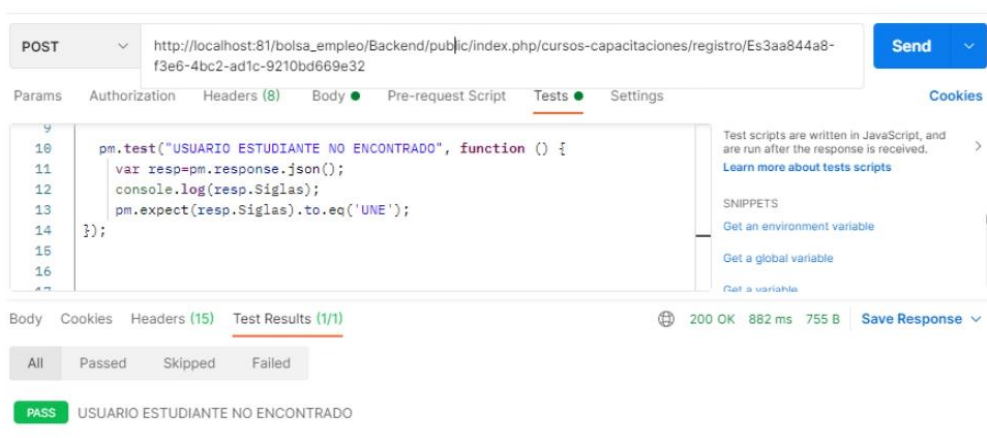 POST
http://localhost:81/bolsa_empleo/Backend/public/index.php/cursos-capacitaciones/registro/Es3aa844a8-
f3e6-4bc2-ad1c-9210bd669e32
Send
Params Authorization Headers (8) Body Pre-request Script Tests Settings Cookies
9
10 pm.test("USUARIO ESTUDIANTE NO ENCONTRADO", function () {
11 var resp=pm.response.json();
12 console.log(resp.Siglas);
13 pm.expect(resp.Siglas).to.eq('UNE');
14 });
15
16
17
Test scripts are written in JavaScript, and
are run after the response is received.
Learn more about tests scripts
SNIPPETS
Get an environment variable
Get a global variable
Get a variable
Body Cookies Headers (15) Test Results (1/1) 200 OK 882 ms 755 B Save Response
All Passed Skipped Failed
PASS USUARIO ESTUDIANTE NO ENCONTRADO